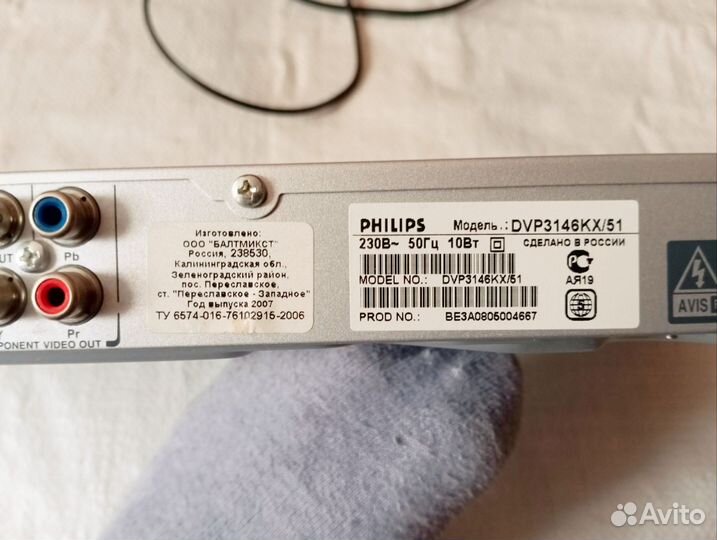 UT
Pb
Y
Pr
PONENT VIDEO OUT
Изготовлено:
ООО "БАЛТМИКСТ"
Россия, 238530,
Калининградская обл.,
Зеленоградский район,
пос. Переславское,
ст. "Переславское - Западное"
Год выпуска 2007
ТУ 6574-016-76102915-2006
PHILIPS Модель.: DVP3146KX/51
230В~ 50Гц 10Вт СДЕЛАНО В РОССИИ
MODEL NO.: DVP3146KX/51
АЯ19
5
PROD NO.: BE3A0805004667
AVIS
Avito